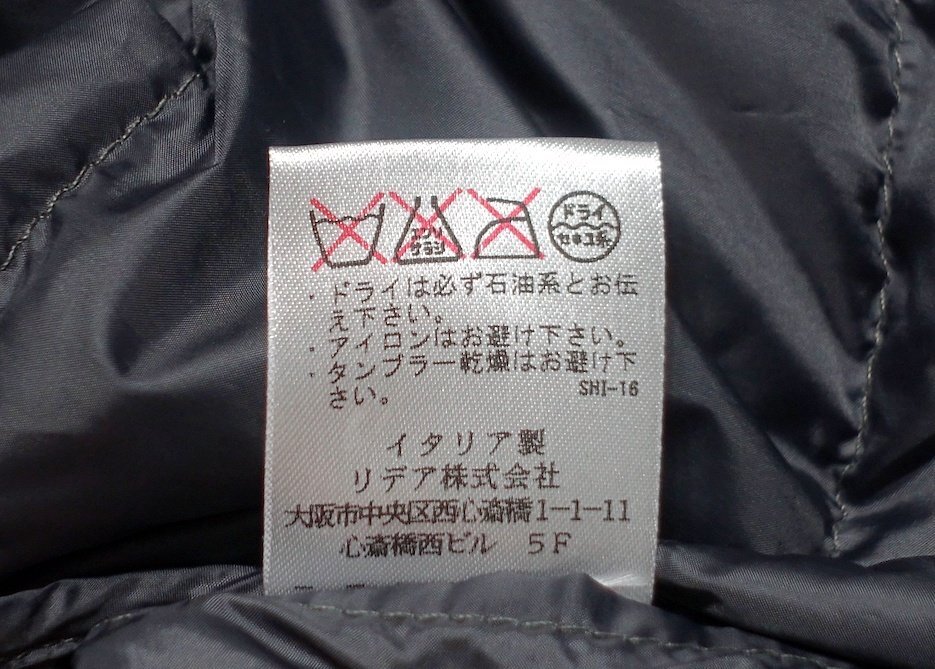 エンソ
サラシ
ドライ
セキユ系
・ドライは必ず石油系とお伝
え下さい。
・アイロンはお避け下さい。
・タンブラー乾燥はお避け下
さい。
SHI-16
イタリア製
リデア株式会社
大阪市中央区西心斎橋1-1-11
心斎橋西ビル 5F